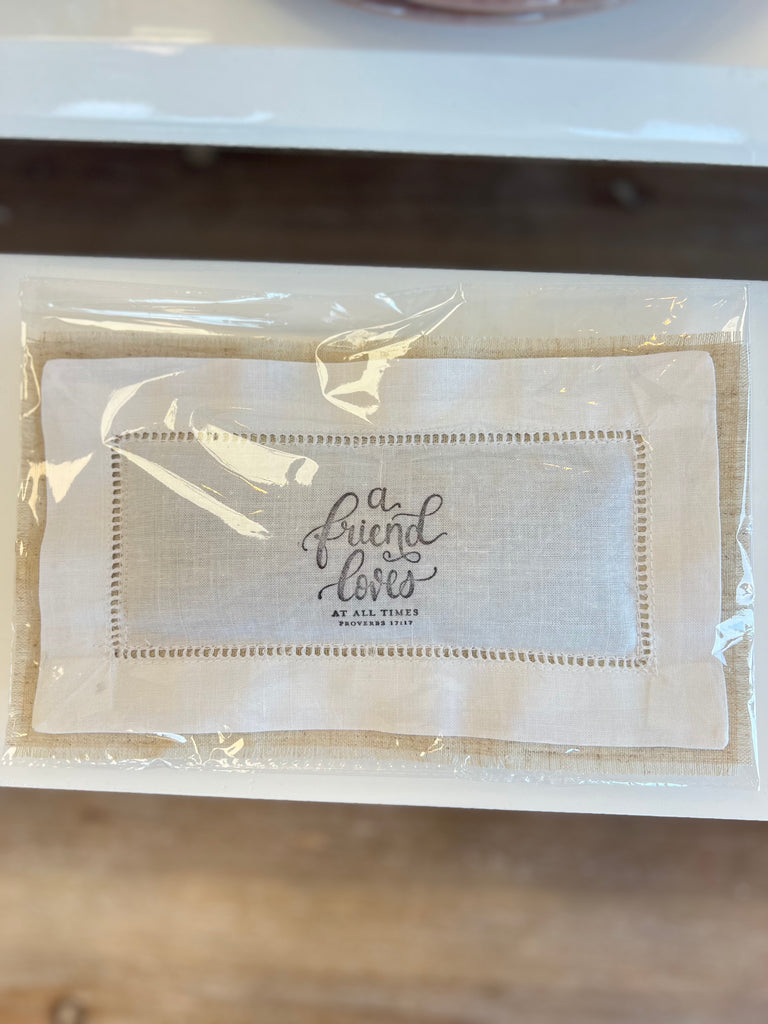 a
friend
loves
AT ALL TIMES
PROVERBS 17:17